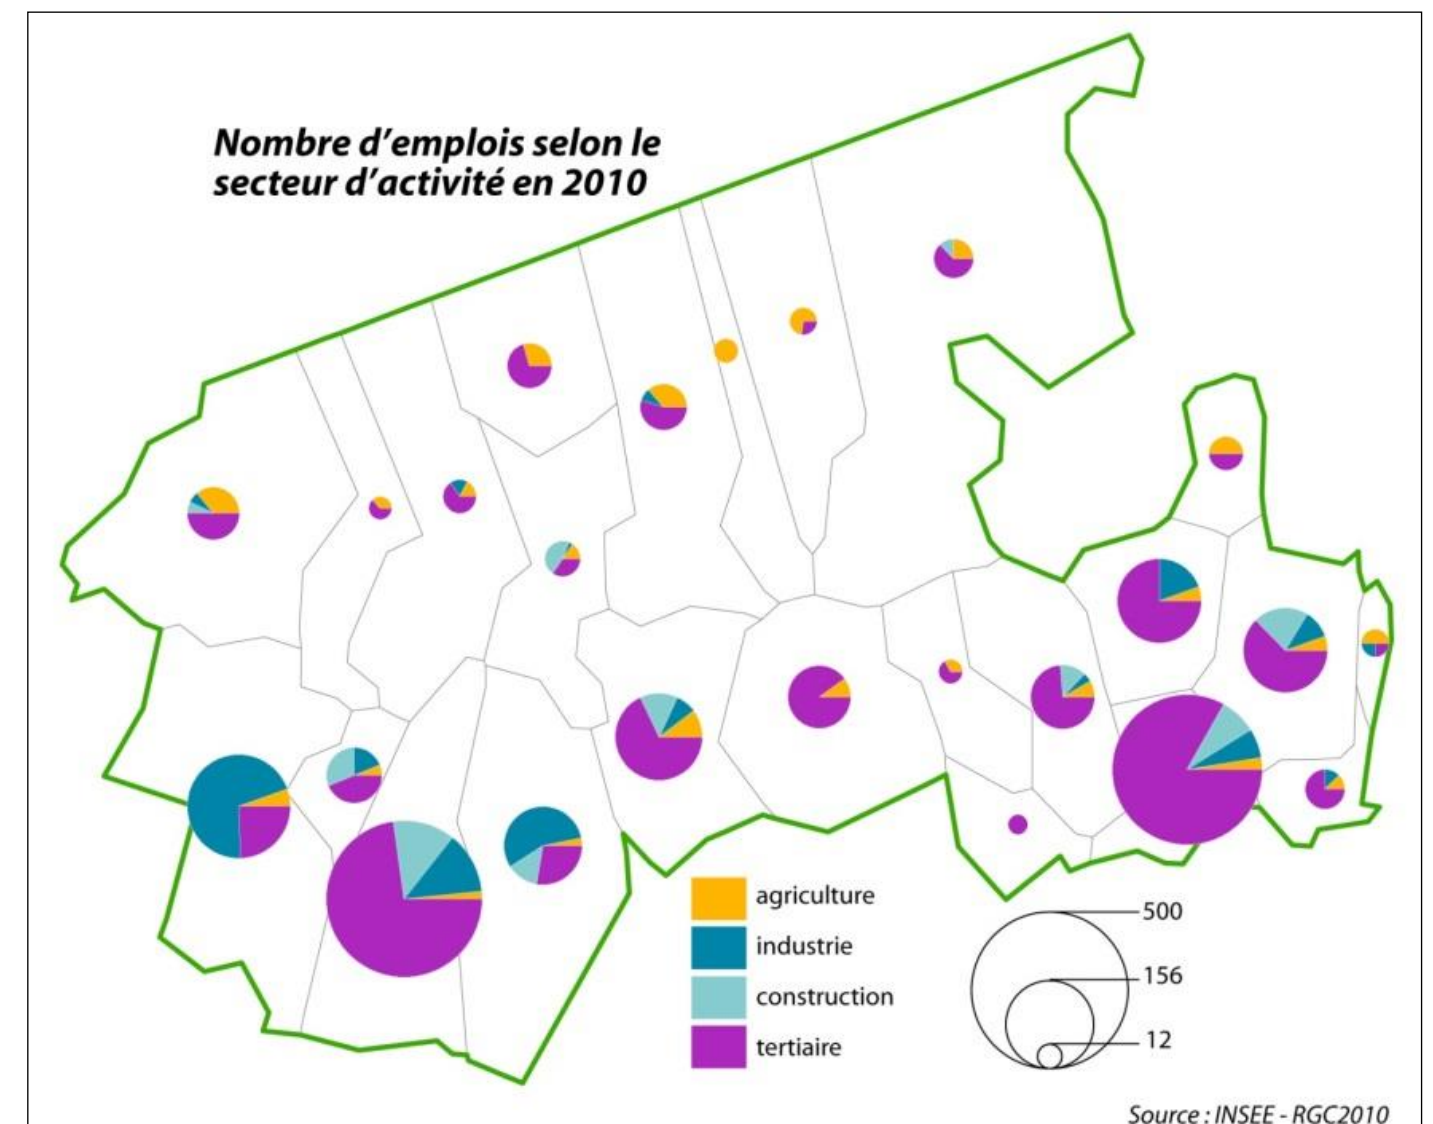 Nombre d’emplois selon le
secteur d’activité en 2010
agriculture
industrie
construction
tertiaire
500
156
12
Source : INSEE - RGC2010